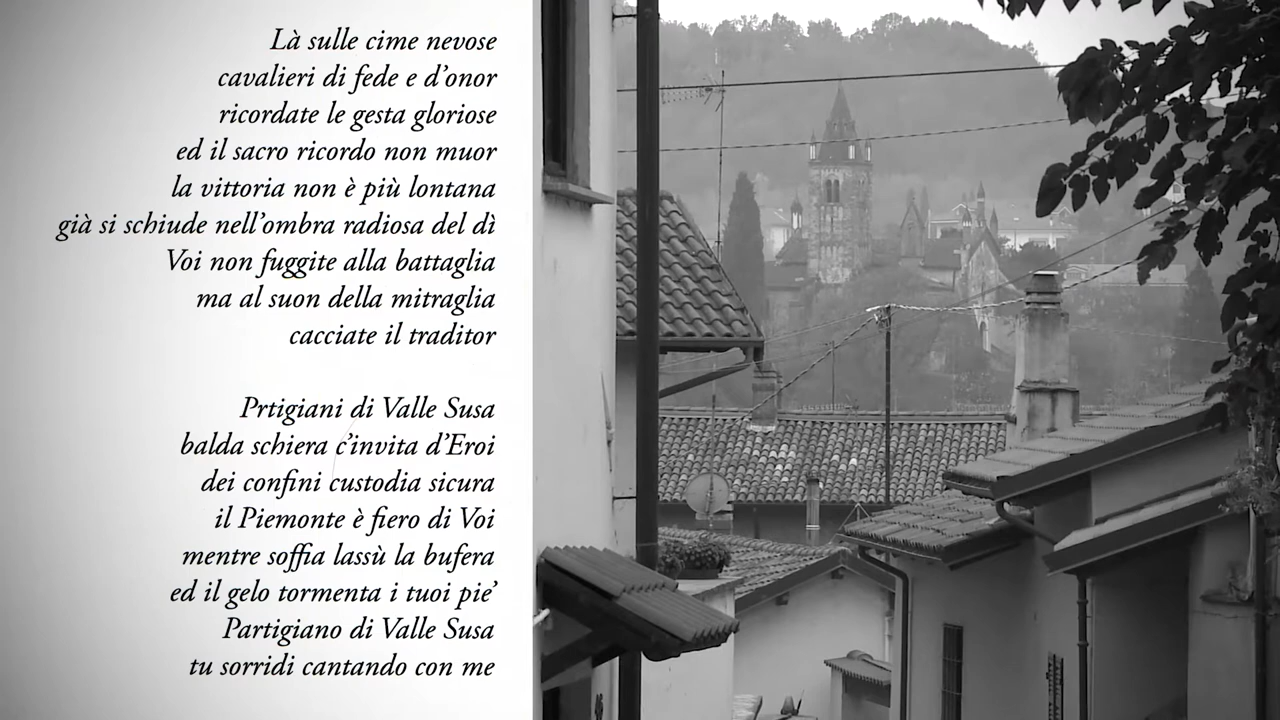 Là sulle cime nevose
cavalieri di fede e d'onor
ricordate le gesta gloriose
ed il sacro ricordo non muor
la vittoria non è più lontana
già si schiude nell'ombra radiosa del dì
Voi non fuggite alla battaglia
ma al suon della mitraglia
cacciate il traditor
Prtigiani di Valle Susa
balda schiera c'invita d'Eroi
dei confini custodia sicura
il Piemonte è fiero di Voi
mentre soffia lassù la bufera
ed il gelo tormenta i tuoi pie'
Partigiano di Valle Susa
tu sorridi cantando con me